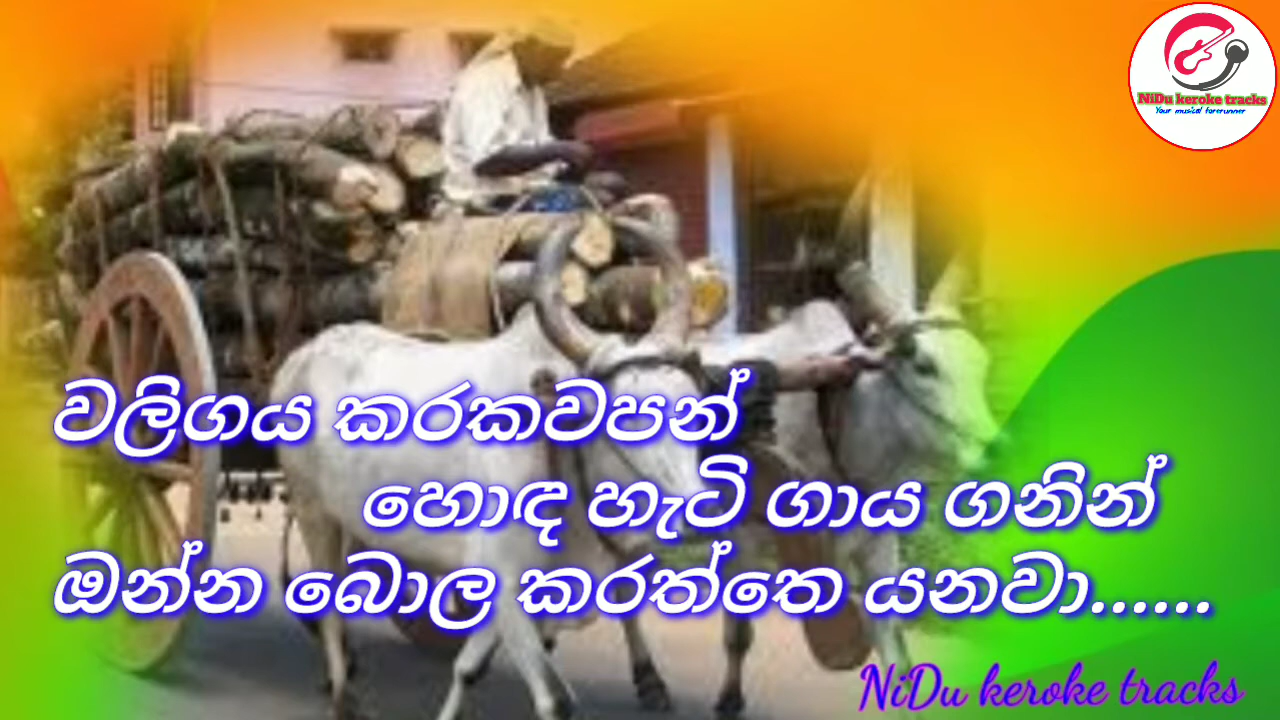 NiDu keroke tracks
Your musical forerunner
වලිගය කරකවපන්
හොඳ හැටි ගාය ගනින්
ඔන්න බොල කරත්තෙ යනවා......
NiDu keroke tracks